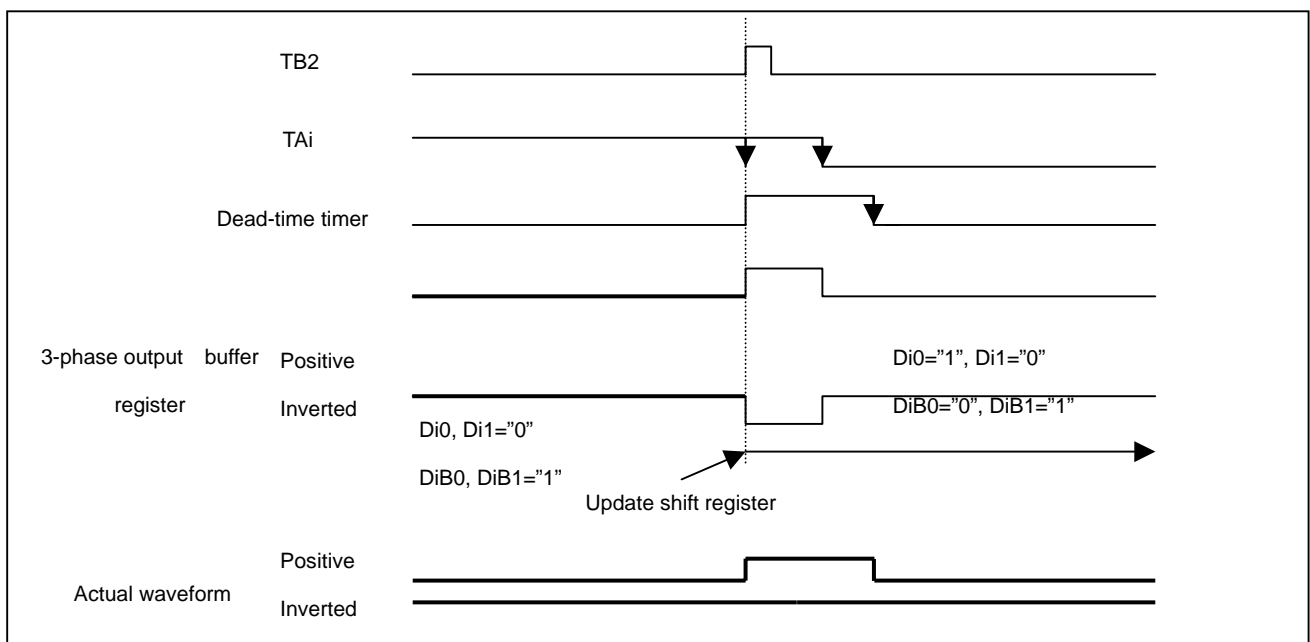 TB2
TAi
Dead-time timer
3-phase output buffer
register
Positive
Inverted
Di0="1", Di1="0"
DiB0="0", DiB1="1"
Di0, Di1="0"
DiB0, DiB1="1"
Update shift register
Actual waveform
Positive
Inverted